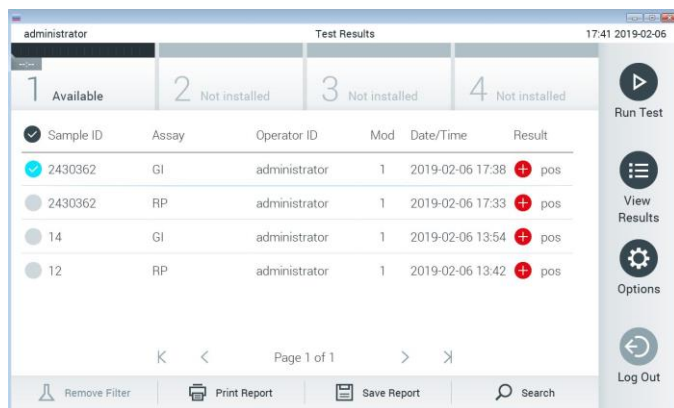 administrator Test Results 17:41 2019-02-06
1 Available 2 Not installed 3 Not installed 4 Not installed
Run Test
Sample ID Assay Operator ID Mod Date/Time Result
2430362 GI administrator 1 2019-02-06 17:38 pos
2430362 RP administrator 1 2019-02-06 17:33 pos
14 GI administrator 1 2019-02-06 13:54 pos
12 RP administrator 1 2019-02-06 13:42 pos
View
Results
Options
Page 1 of 1
Log Out
Remove Filter Print Report Save Report Search